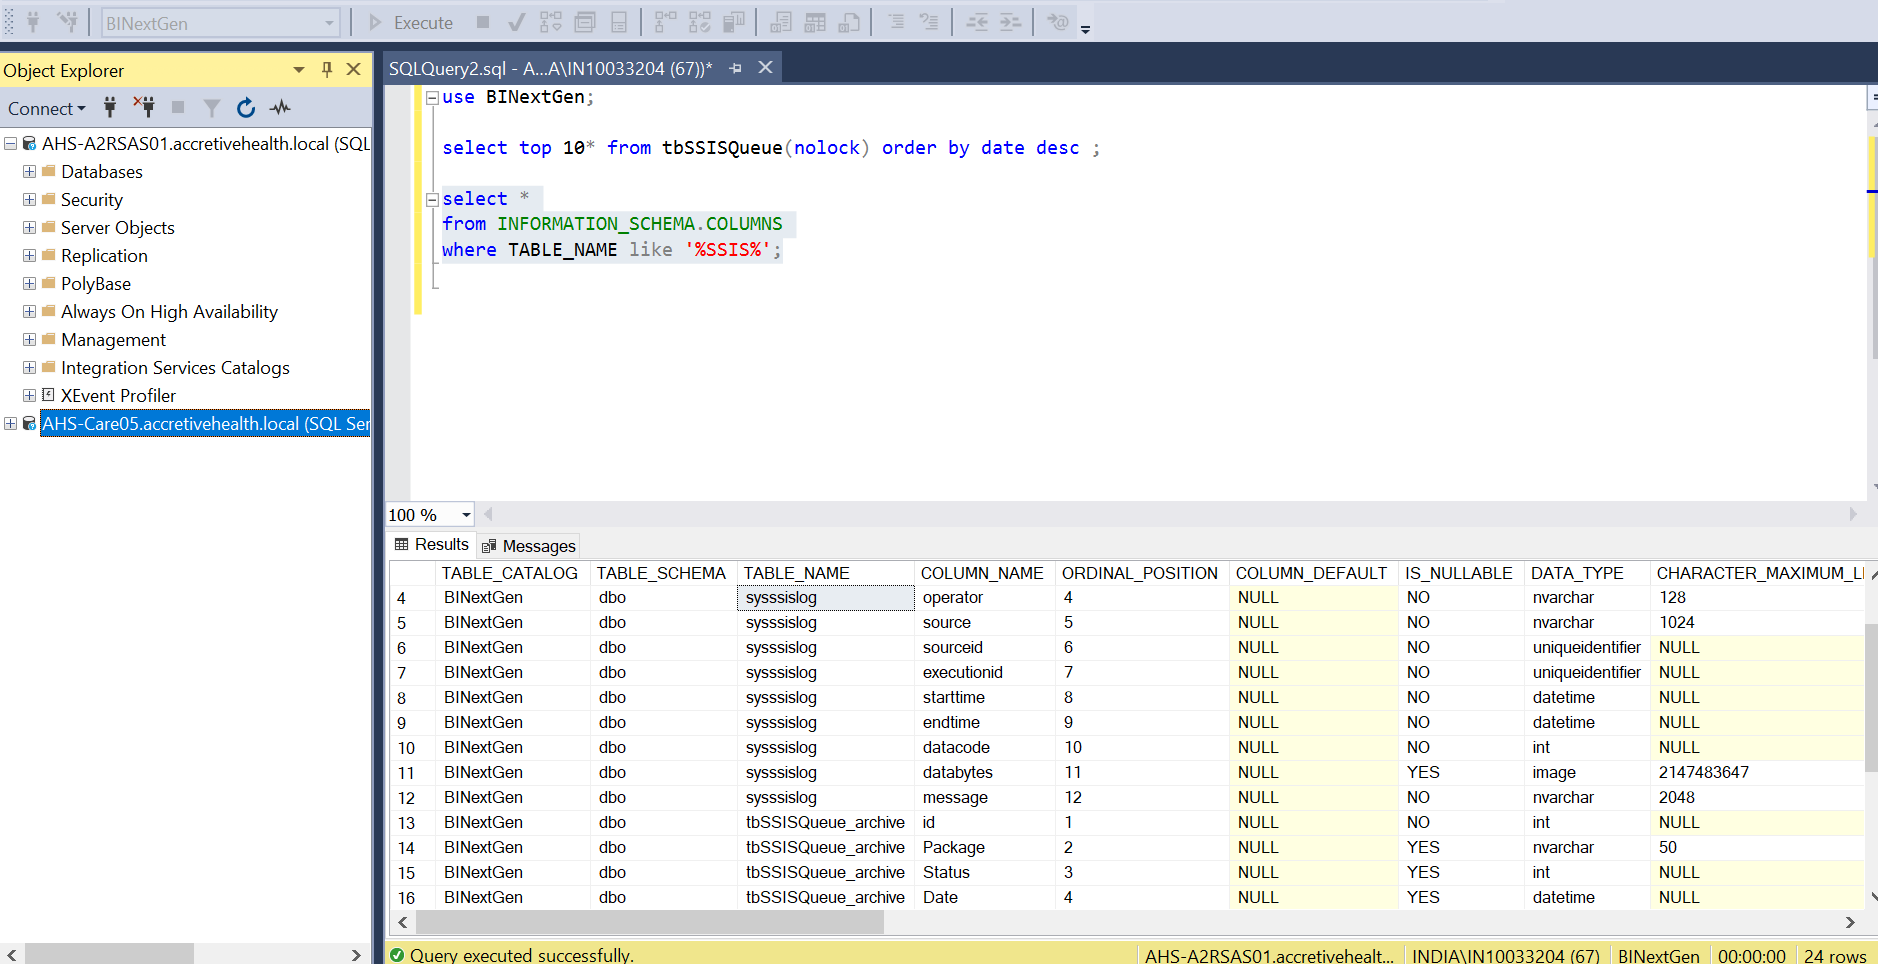 BINextGen
Execute
Object Explorer
SQLQuery2.sql - A...A\IN10033204 (67))*
Connect
AHS-A2RSAS01.accretivehealth.local (SQL
Databases
Security
Server Objects
Replication
PolyBase
Always On High Availability
Management
Integration Services Catalogs
XEvent Profiler
AHS-Care05.accretivehealth.local (SQL Ser
use BINextGen;
select top 10* from tbSSISQueue(nolock) order by date desc ;
select *
from INFORMATION_SCHEMA.COLUMNS
where TABLE_NAME like '%SSIS%';
100 %
Results Messages
TABLE_CATALOG TABLE_SCHEMA TABLE_NAME COLUMN_NAME ORDINAL_POSITION COLUMN_DEFAULT IS_NULLABLE DATA_TYPE CHARACTER_MAXIMUM_L
4 BINextGen dbo sysssislog operator 4 NULL NO nvarchar 128
5 BINextGen dbo sysssislog source 5 NULL NO nvarchar 1024
6 BINextGen dbo sysssislog sourceid 6 NULL NO uniqueidentifier NULL
7 BINextGen dbo sysssislog executionid 7 NULL NO uniqueidentifier NULL
8 BINextGen dbo sysssislog starttime 8 NULL NO datetime NULL
9 BINextGen dbo sysssislog endtime 9 NULL NO datetime NULL
10 BINextGen dbo sysssislog datacode 10 NULL NO int NULL
11 BINextGen dbo sysssislog databytes 11 NULL YES image 2147483647
12 BINextGen dbo sysssislog message 12 NULL NO nvarchar 2048
13 BINextGen dbo tbSSISQueue_archive id 1 NULL NO int NULL
14 BINextGen dbo tbSSISQueue_archive Package 2 NULL YES nvarchar 50
15 BINextGen dbo tbSSISQueue_archive Status 3 NULL YES int NULL
16 BINextGen dbo tbSSISQueue_archive Date 4 NULL YES datetime NULL
Query executed successfully.
AHS-A2RSAS01.accretivehealt... INDIA\IN10033204 (67) BINextGen 00:00:00 24 rows